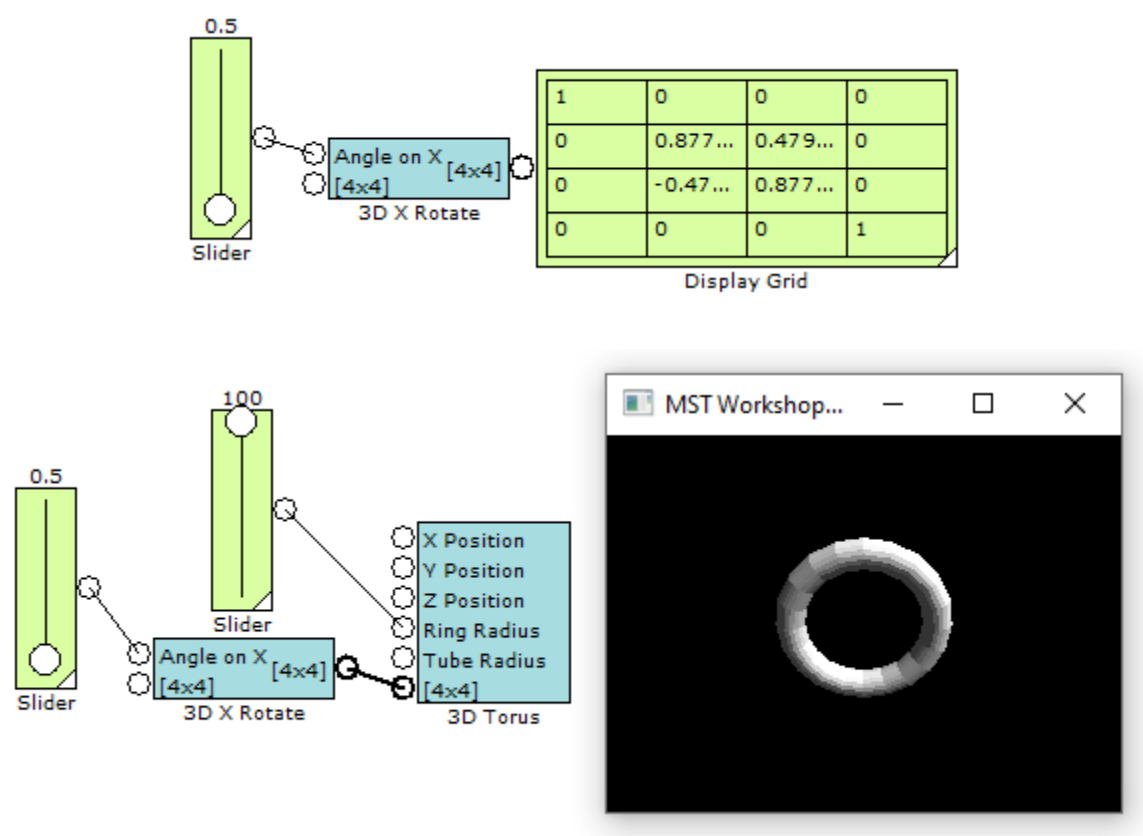 0.5
Slider
Angle on X [4x4]
[4x4]
3D X Rotate
1 0 0 0
0 0.877... 0.479... 0
0 -0.47... 0.877... 0
0 0 0 1
Display Grid
100
Slider
0.5
Slider
Angle on X [4x4]
[4x4]
3D X Rotate
X Position
Y Position
Z Position
Ring Radius
Tube Radius
[4x4]
3D Torus
MST Workshop...